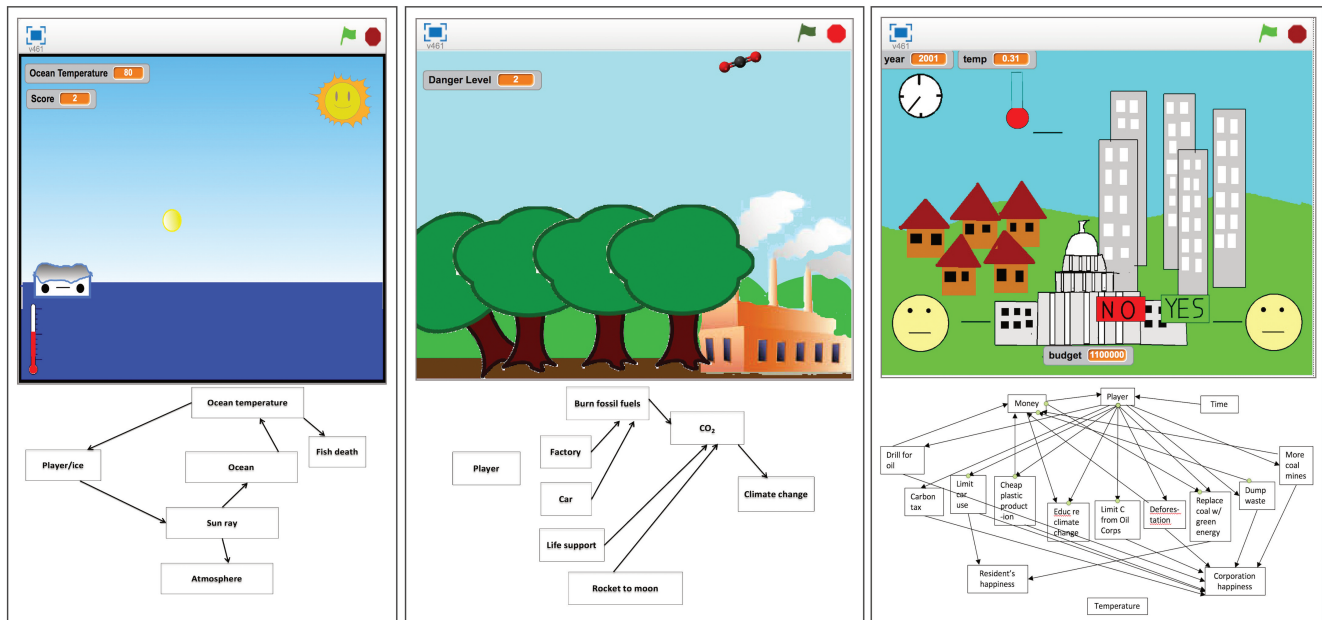 v461
Ocean Temperature 80
Score 2
Ocean temperature
Player/ice
Ocean
Fish death
Sun ray
Atmosphere
v461
Danger Level 2
Burn fossil fuels
CO₂
Factory
Player
Car
Climate change
Life support
Rocket to moon
v461
year 2001 temp 0.31
NO YES
budget 1100000
Money
Player
Time
Drill for
oil
More
coal
mines
Carbon
tax
Limit
car
use
Cheap
plastic
product
-ion
Educ re
climate
change
Limit C
from Oil
Corps
Defores-
tation
Replace
coal w/
green
energy
Dump
waste
Resident's
happiness
Corporation
happiness
Temperature